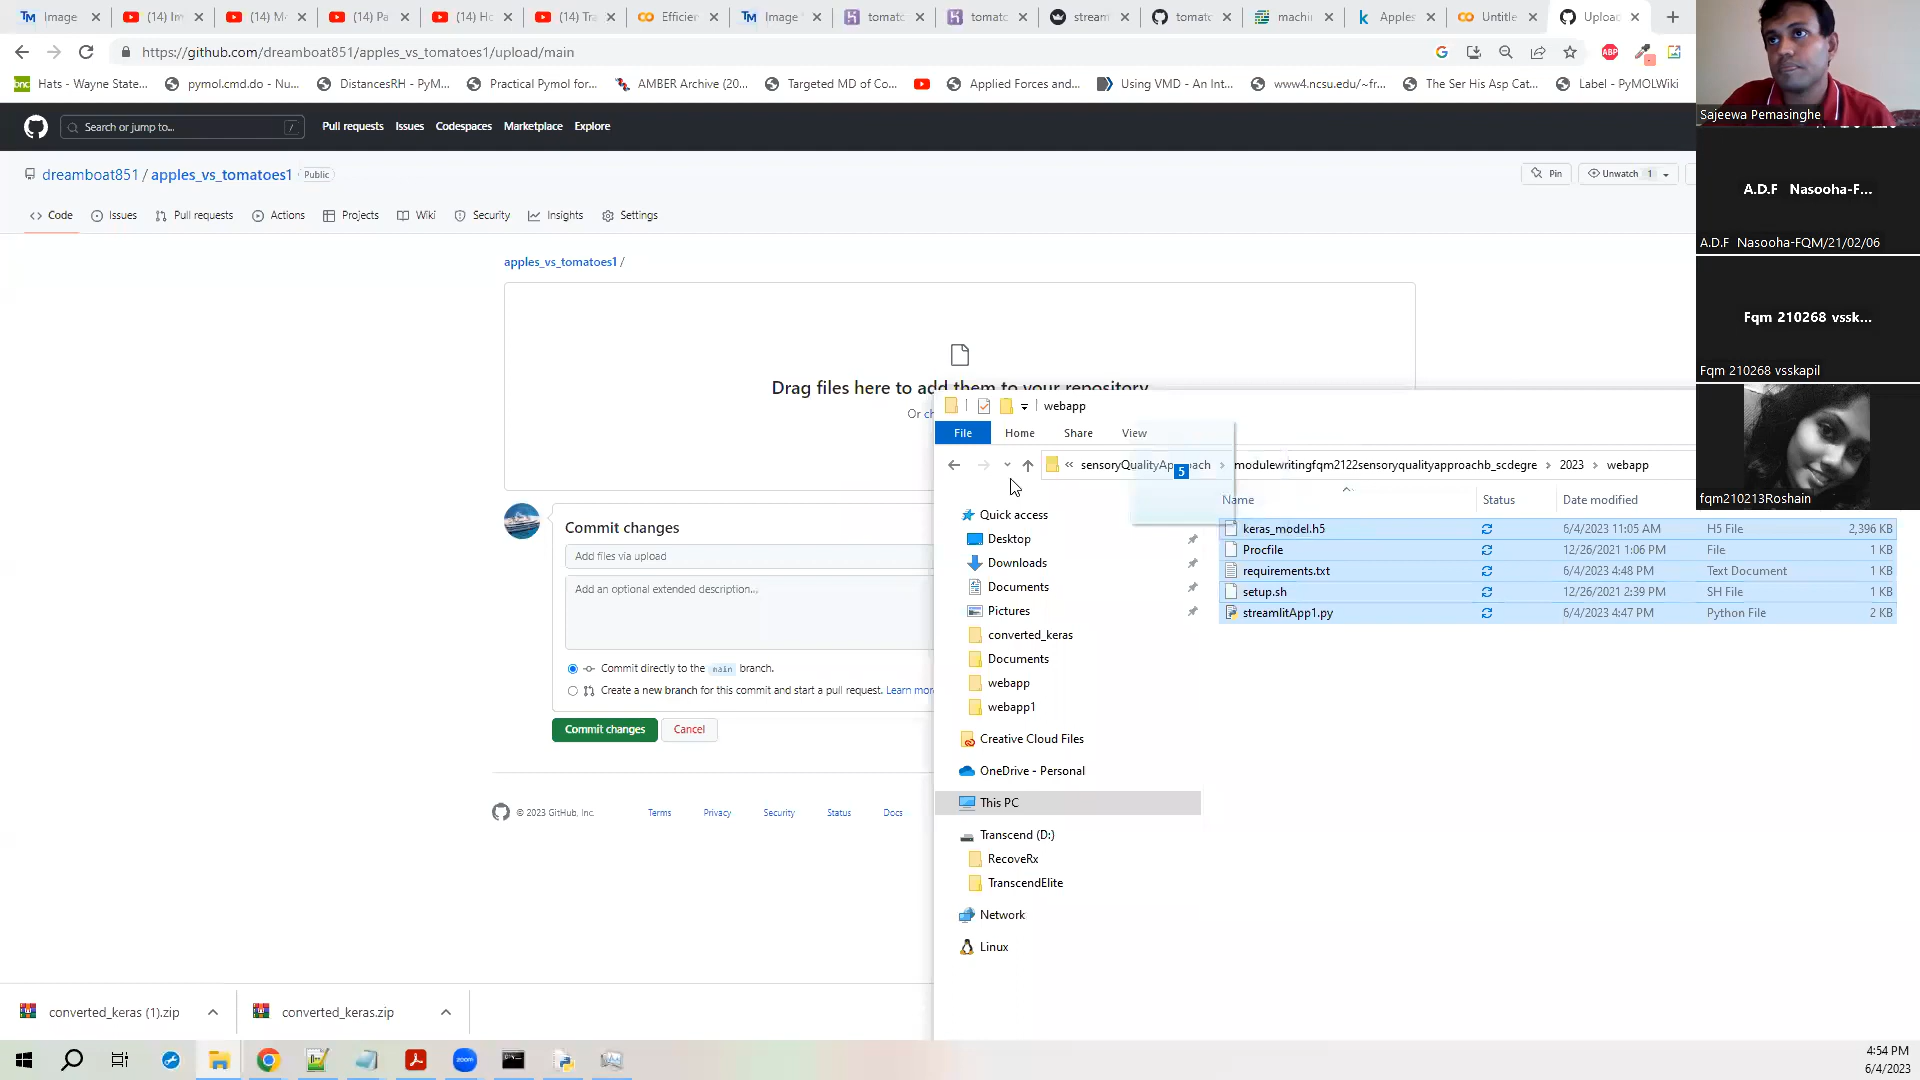 Image
(14) In
(14) M
(14) Pa
(14) Ho
(14) Tra
Efficien
Image
tomato
tomato
stream
tomato
machin
Apples
Untitle
Upload
https://github.com/dreamboat851/apples_vs_tomatoes1/upload/main
Hats - Wayne State...
pymol.cmd.do - Nu...
DistancesRH - PyM...
Practical Pymol for...
AMBER Archive (20...
Targeted MD of Co...
Applied Forces and...
Using VMD - An Int...
www4.ncsu.edu/~fr...
The Ser His Asp Cat...
Label - PyMOLWiki
Search or jump to...
/
Pull requests
Issues
Codespaces
Marketplace
Explore
dreamboat851 / apples_vs_tomatoes1
Public
Pin
Unwatch 1
Code
Issues
Pull requests
Actions
Projects
Wiki
Security
Insights
Settings
apples_vs_tomatoes1 /
Drag files here to add them to your repository
Or ch
Commit changes
Add files via upload
Add an optional extended description...
Commit directly to the main branch.
Create a new branch for this commit and start a pull request. Learn mor
Commit changes
Cancel
© 2023 GitHub, Inc.
Terms
Privacy
Security
Status
Docs
webapp
File
Home
Share
View
« sensoryQualityApproach
modulewritingfqm2122sensoryqualityapproachb_scdegre
2023
webapp
5
Name
Status
Date modified
keras_model.h5 6/4/2023 11:05 AM H5 File 2,396 KB
Procfile 12/26/2021 1:06 PM File 1 KB
requirements.txt 6/4/2023 4:48 PM Text Document 1 KB
setup.sh 12/26/2021 2:39 PM SH File 1 KB
streamlitApp1.py 6/4/2023 4:47 PM Python File 2 KB
Quick access
Desktop
Downloads
Documents
Pictures
converted_keras
Documents
webapp
webapp1
Creative Cloud Files
OneDrive - Personal
This PC
Transcend (D:)
RecoveRx
TranscendElite
Network
Linux
Sajeewa Pemasinghe
A.D.F Nasooha-F...
A.D.F Nasooha-FQM/21/02/06
Fqm 210268 vssk...
Fqm 210268 vsskapil
fqm210213Roshain
converted_keras (1).zip
converted_keras.zip
4:54 PM
6/4/2023